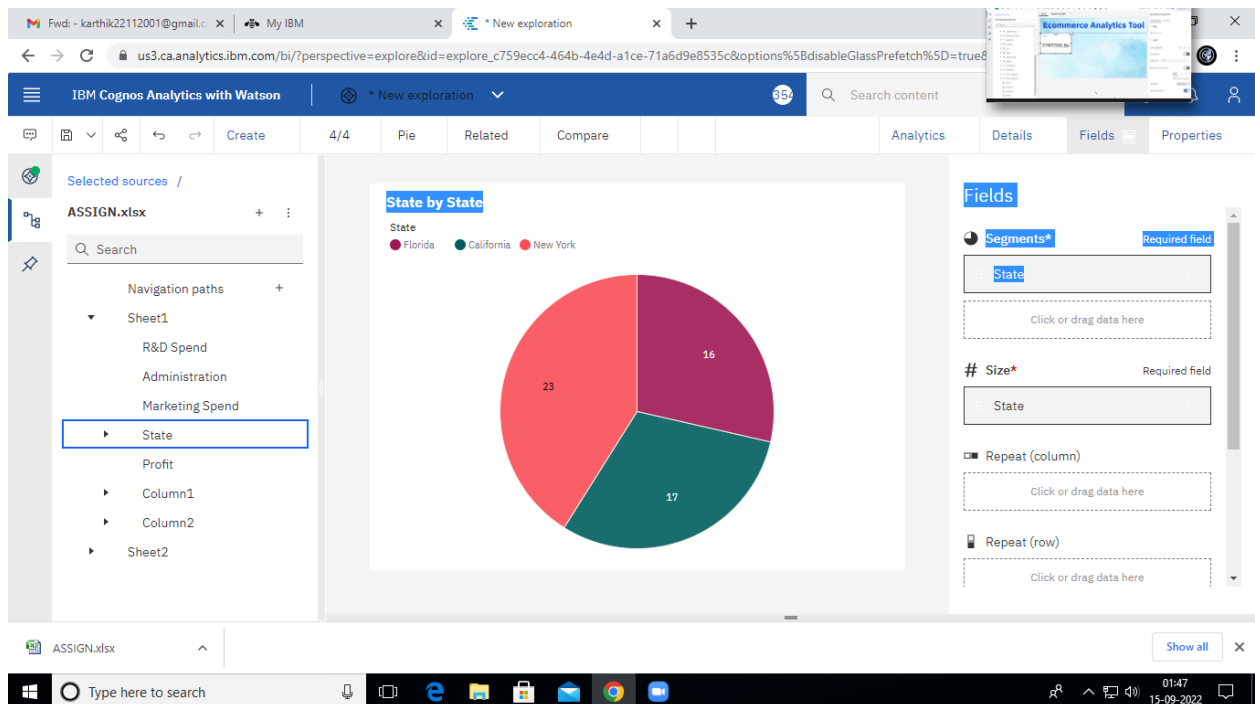 Fwd: - karthik22112001@gmail.c
My IBM
* New exploration
us3.ca.analytics.ibm.com/bi/?perspective=explore&id=explore_c759ecc4-464b-4e4d-a1ce-71a6d9e8535c&options%5BdisableGlassPrefetch%5D=true&
Ecommerce Analytics Tool
IBM Cognos Analytics with Watson
* New exploration
354
Search content
Create
4/4
Pie
Related
Compare
Analytics
Details
Fields
Properties
Selected sources /
ASSIGN.xlsx
Search
Navigation paths
Sheet1
R&D Spend
Administration
Marketing Spend
State
Profit
Column1
Column2
Sheet2
State by State
State
Florida California New York
16
23
17
Fields
Segments* Required field
State
Click or drag data here
# Size* Required field
State
Repeat (column)
Click or drag data here
Repeat (row)
Click or drag data here
ASSIGN.xlsx
Show all
Type here to search
01:47
15-09-2022